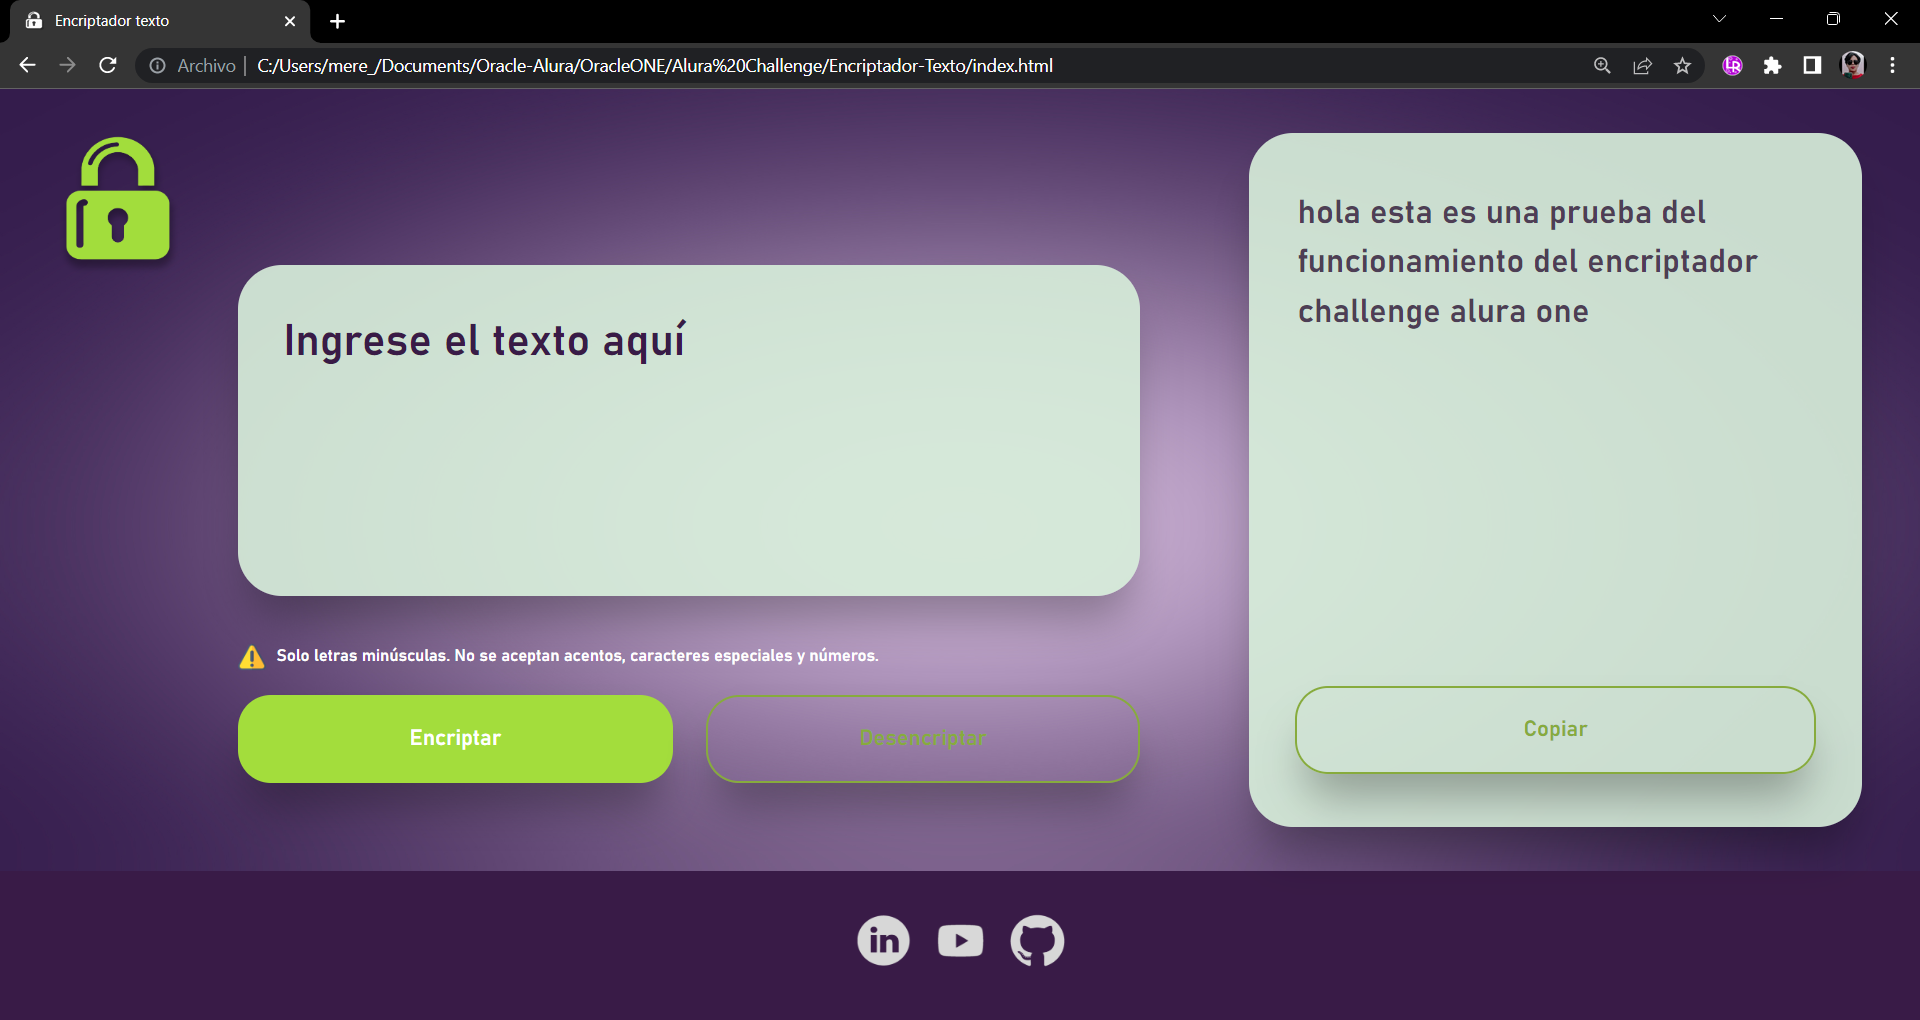 Encriptador texto
Archivo
C:/Users/mere_/Documents/Oracle-Alura/OracleONE/Alura%20Challenge/Encriptador-Texto/index.html
LR
Ingrese el texto aquí
⚠️ Solo letras minúsculas. No se aceptan acentos, caracteres especiales y números.
Encriptar
Desencriptar
hola esta es una prueba del
funcionamiento del encriptador
challenge alura one
Copiar
in